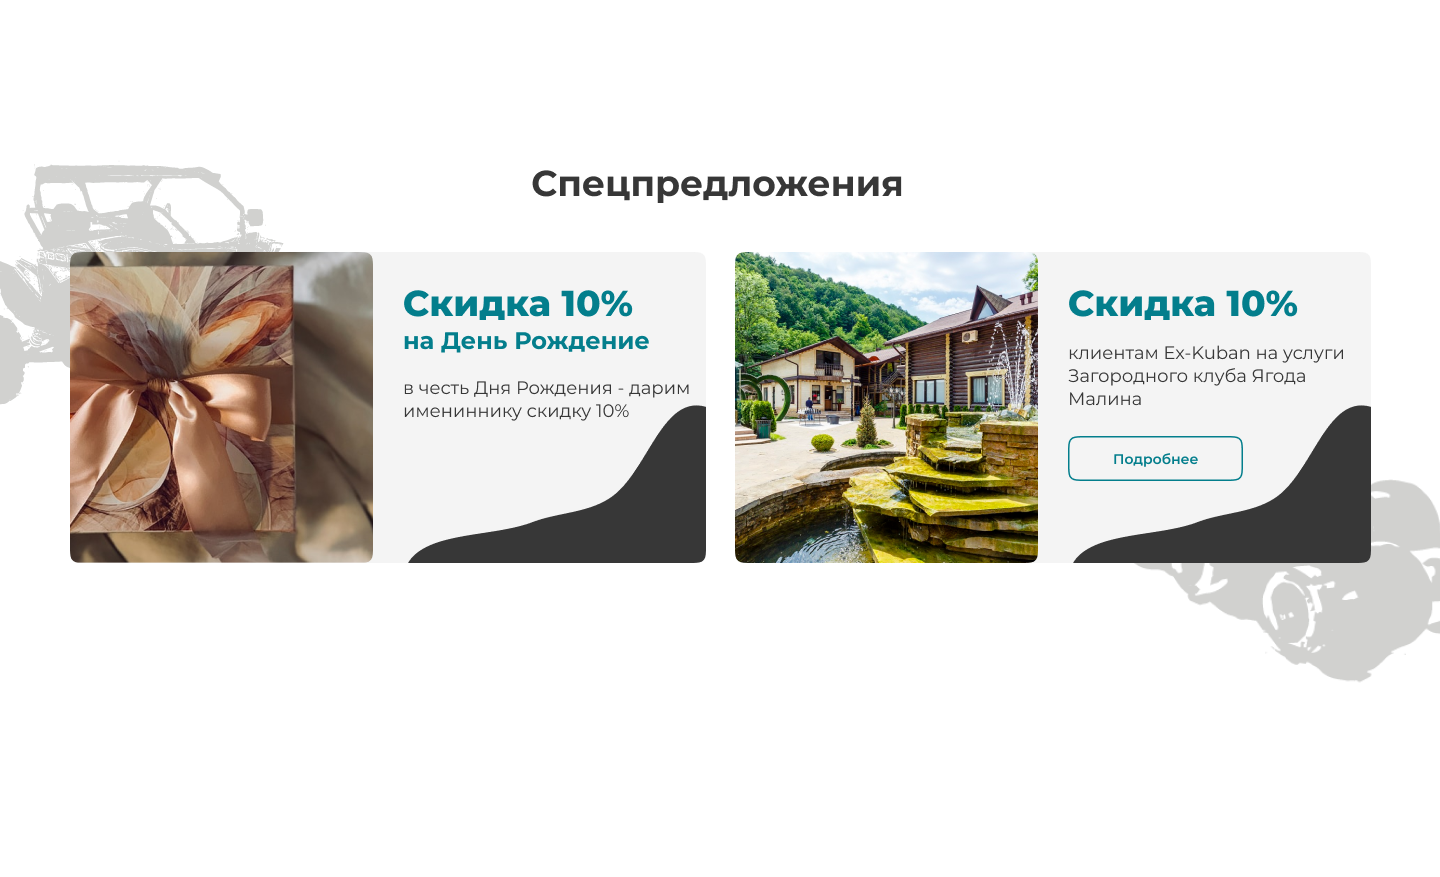 Спецпредложения
Скидка 10%
на День Рождение
в честь Дня Рождения - дарим
имениннику скидку 10%
Скидка 10%
клиентам Ex-Kuban на услуги
Загородного клуба Ягода
Малина
Подробнее